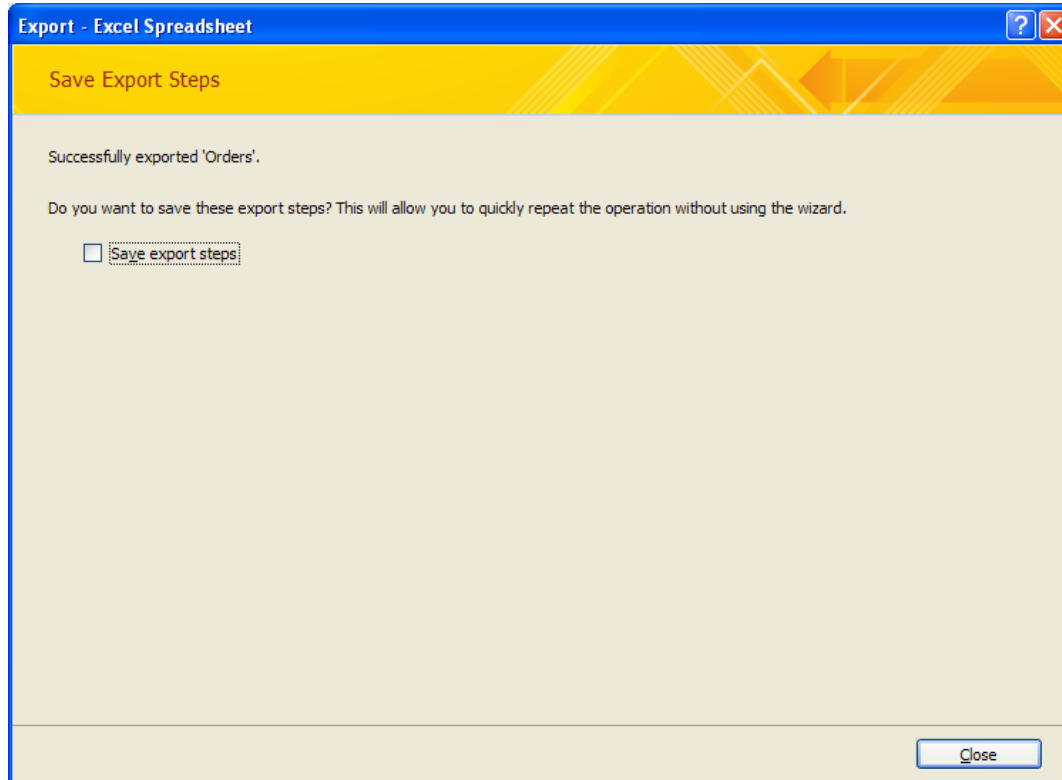 Export - Excel Spreadsheet
?
Save Export Steps
Successfully exported 'Orders'.
Do you want to save these export steps? This will allow you to quickly repeat the operation without using the wizard.
Save export steps
Close